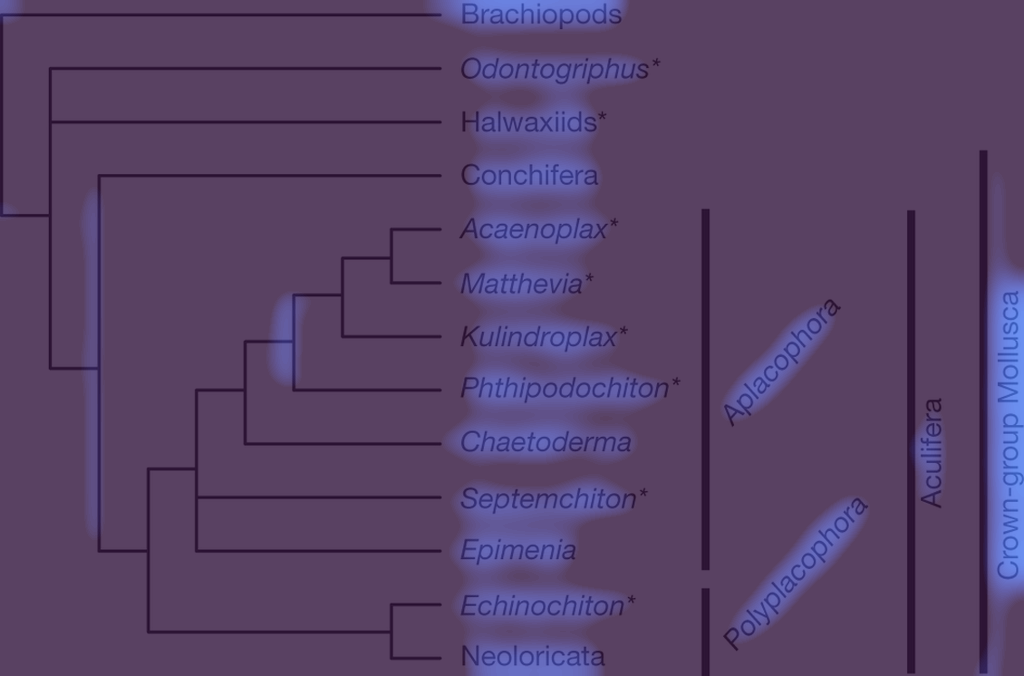 Brachiopods
Odontogriphus*
Halwaxiids*
Conchifera
Acaenoplax*
Matthevia*
Kulindroplax*
Phthipodochiton*
Chaetoderma
Septemchiton*
Epimenia
Echinochiton*
Neoloricata
Aplacophora
Polyplacophora
Aculifera
Crown-group Mollusca